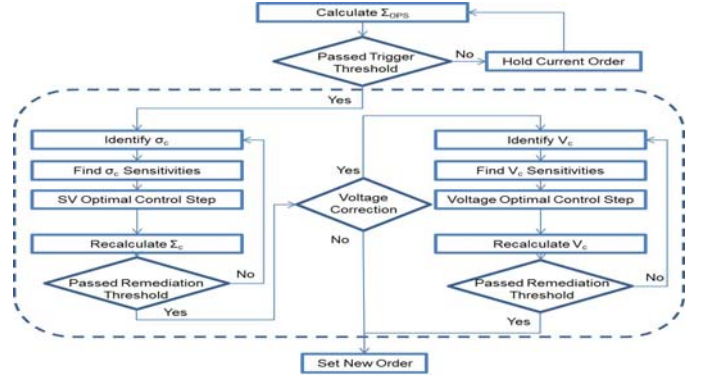 Calculate Σ_OPS
Passed Trigger
Threshold
No
Hold Current Order
Yes
Identify σ_c
Find σ_c Sensitivities
SV Optimal Control Step
Recalculate Σ_c
No
Passed Remediation
Threshold
Yes
Yes
Voltage
Correction
No
Identify V_c
Find V_c Sensitivities
Voltage Optimal Control Step
Recalculate V_c
No
Passed Remediation
Threshold
Yes
Set New Order